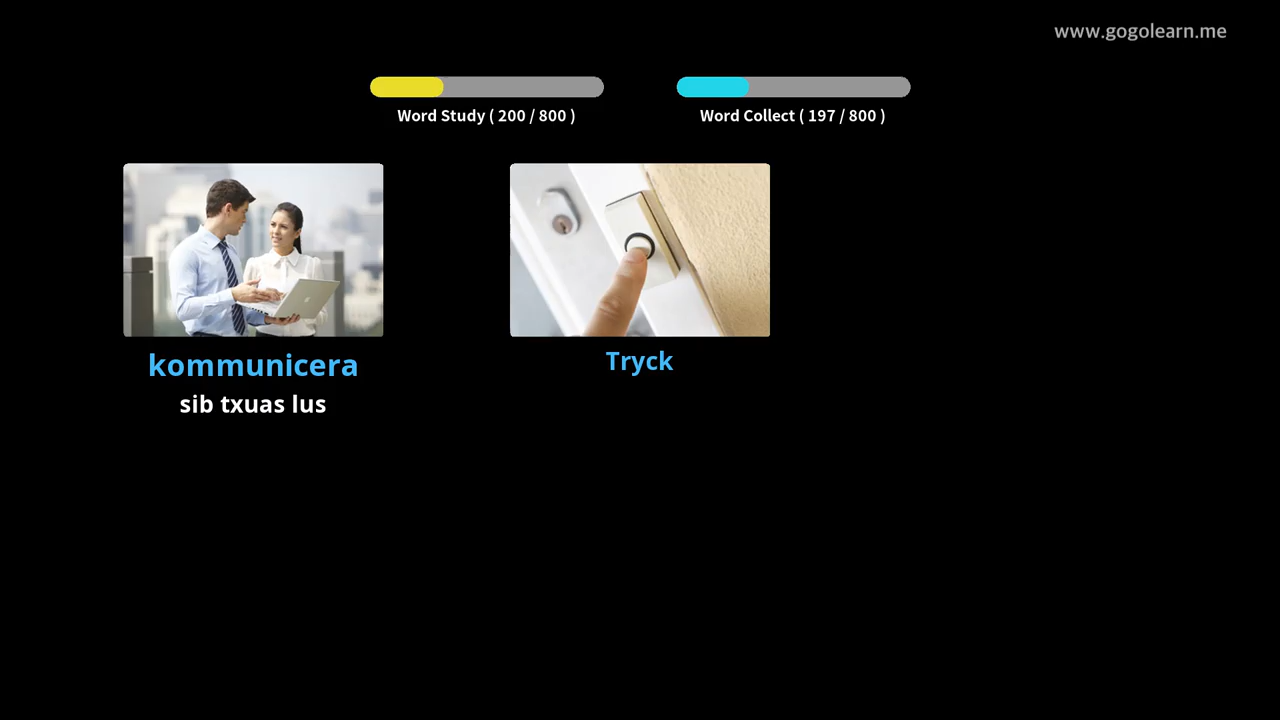 www.gogolearn.me
Word Study ( 200 / 800 )
Word Collect ( 197 / 800 )
kommunicera
sib txuas lus
Tryck